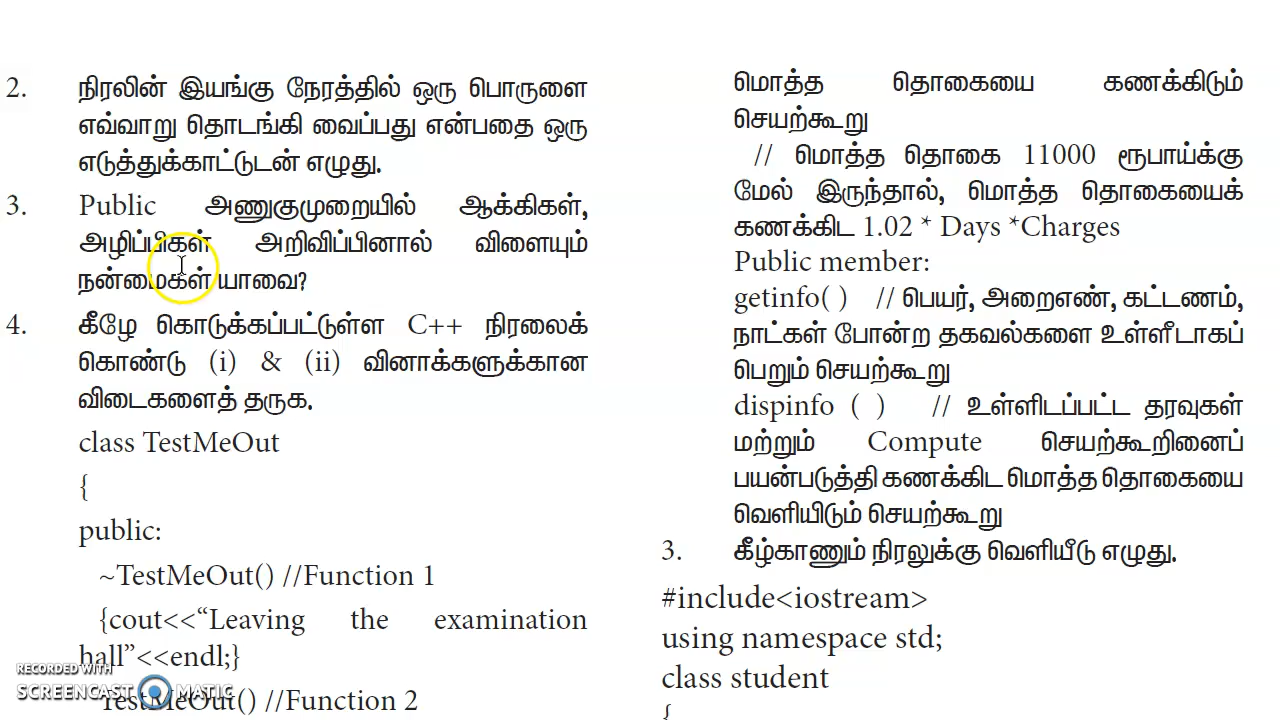 2. நிரலின் இயங்கு நேரத்தில் ஒரு பொருளை
எவ்வாறு தொடங்கி வைப்பது என்பதை ஒரு
எடுத்துக்காட்டுடன் எழுது.
3. Public அணுகுமுறையில் ஆக்கிகள்,
அழிப்பிகள் அறிவிப்பினால் விளையும்
நன்மைகள் யாவை?
4. கீழே கொடுக்கப்பட்டுள்ள C++ நிரலைக்
கொண்டு (i) & (ii) வினாக்களுக்கான
விடைகளைத் தருக.
class TestMeOut
{
public:
~TestMeOut() //Function 1
{cout<<“Leaving the examination
hall”<<endl;}
TestMeOut() //Function 2
மொத்த தொகையை கணக்கிடும்
செயற்கூறு
// மொத்த தொகை 11000 ரூபாய்க்கு
மேல் இருந்தால், மொத்த தொகையைக்
கணக்கிட 1.02 * Days *Charges
Public member:
getinfo( ) // பெயர், அறைஎண், கட்டணம்,
நாட்கள் போன்ற தகவல்களை உள்ளீடாகப்
பெறும் செயற்கூறு
dispinfo ( ) // உள்ளிடப்பட்ட தரவுகள்
மற்றும் Compute செயற்கூறினைப்
பயன்படுத்தி கணக்கிட மொத்த தொகையை
வெளியிடும் செயற்கூறு
3. கீழ்காணும் நிரலுக்கு வெளியீடு எழுது.
#include<iostream>
using namespace std;
class student
{
RECORDED WITH
SCREENCAST MATIC